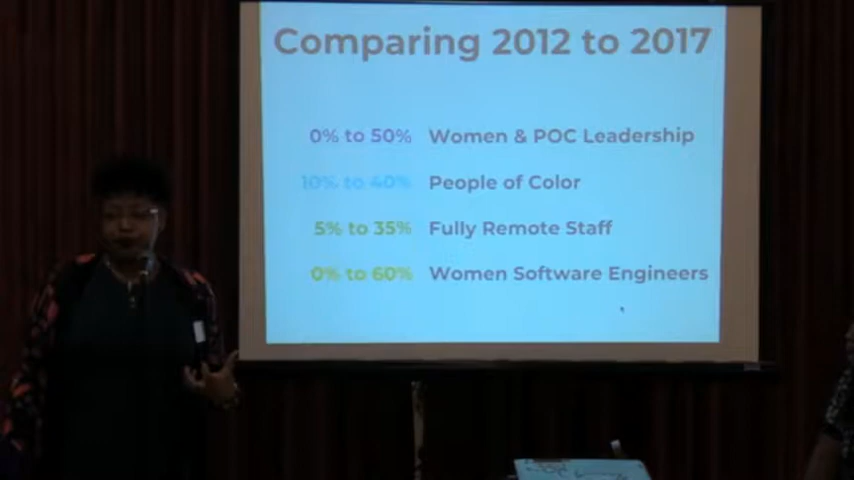 Comparing 2012 to 2017
0% to 50% Women & POC Leadership
10% to 40% People of Color
5% to 35% Fully Remote Staff
0% to 60% Women Software Engineers